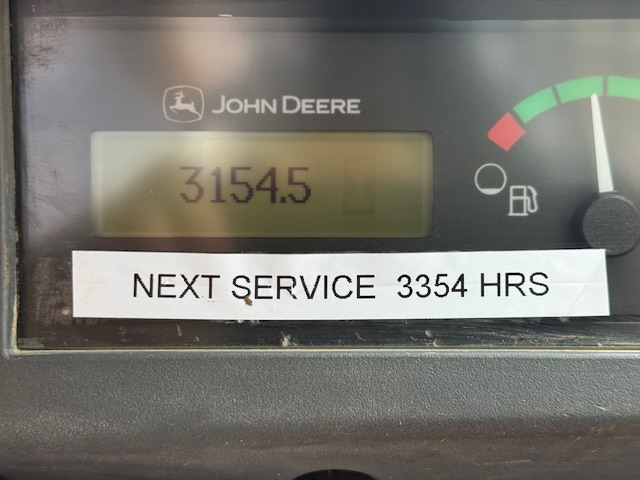 JOHN DEERE
3154.5
NEXT SERVICE 3354 HRS